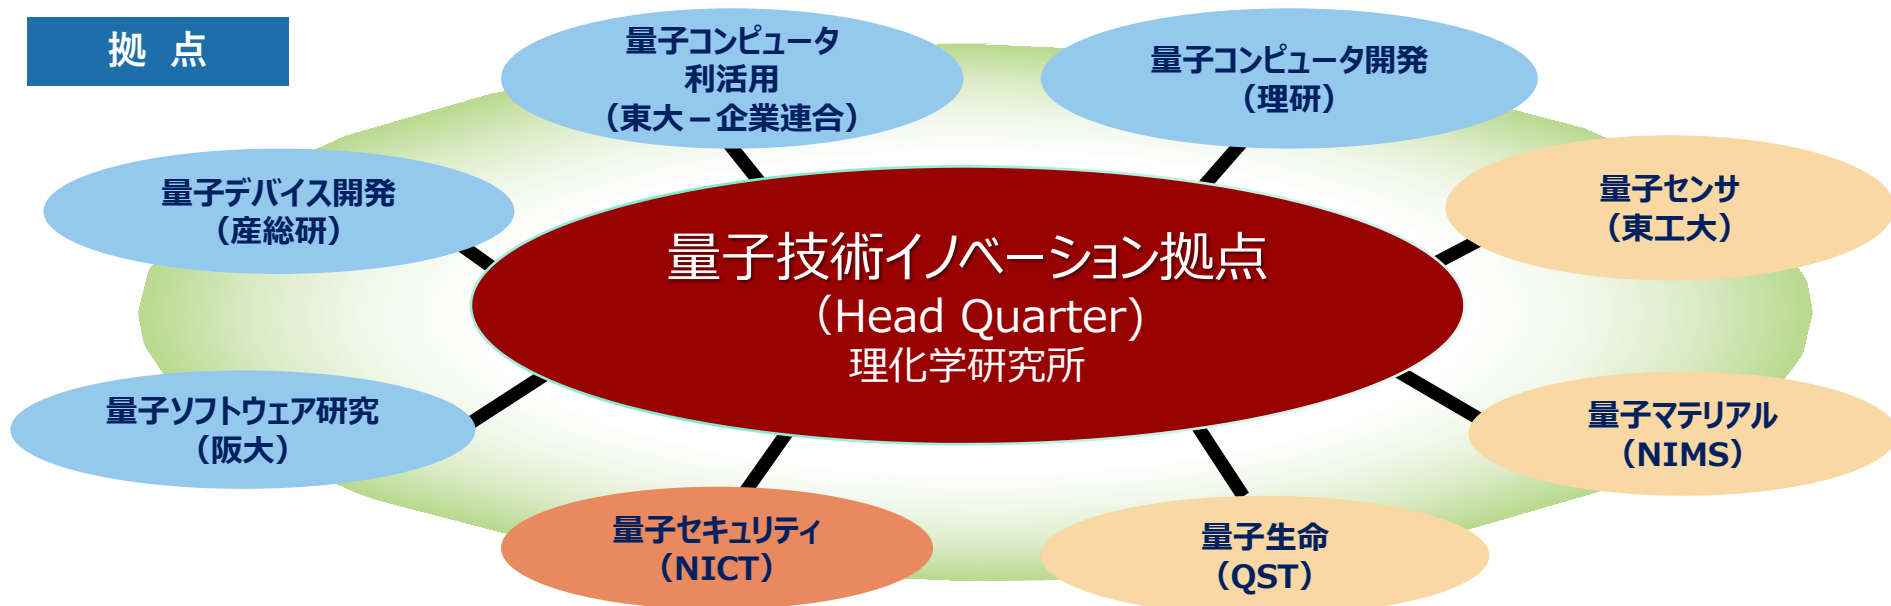 拠 点
量子コンピュータ
利活用
（東大－企業連合）
量子コンピュータ開発
（理研）
量子デバイス開発
（産総研）
量子センサ
（東工大）
量子技術イノベーション拠点
（Head Quarter)
理化学研究所
量子ソフトウェア研究
（阪大）
量子マテリアル
（NIMS）
量子セキュリティ
（NICT）
量子生命
（QST）